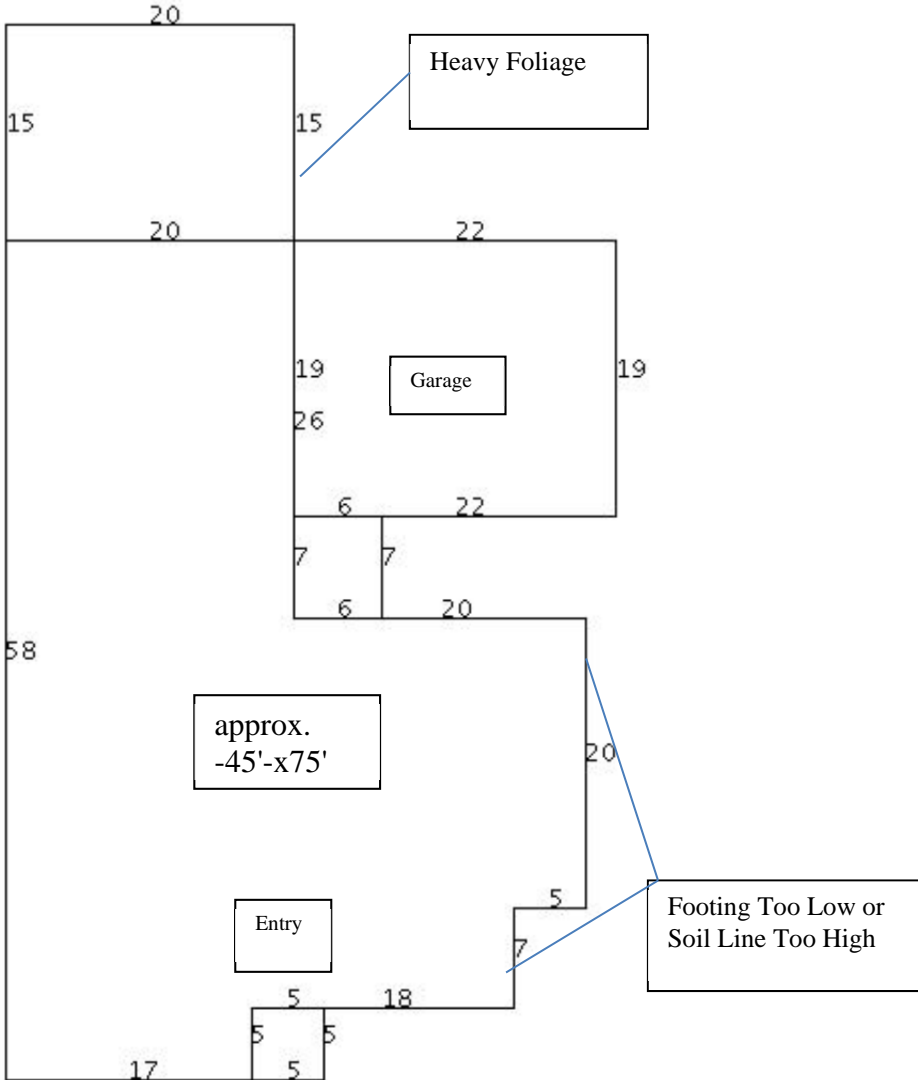 20
Heavy Foliage
15 15
20 22
19 Garage 19
26
6 22
7 7
6 20
58
approx.
-45'-x75'
20
5
Entry
Footing Too Low or
Soil Line Too High
7
5 18
5 5
17 5